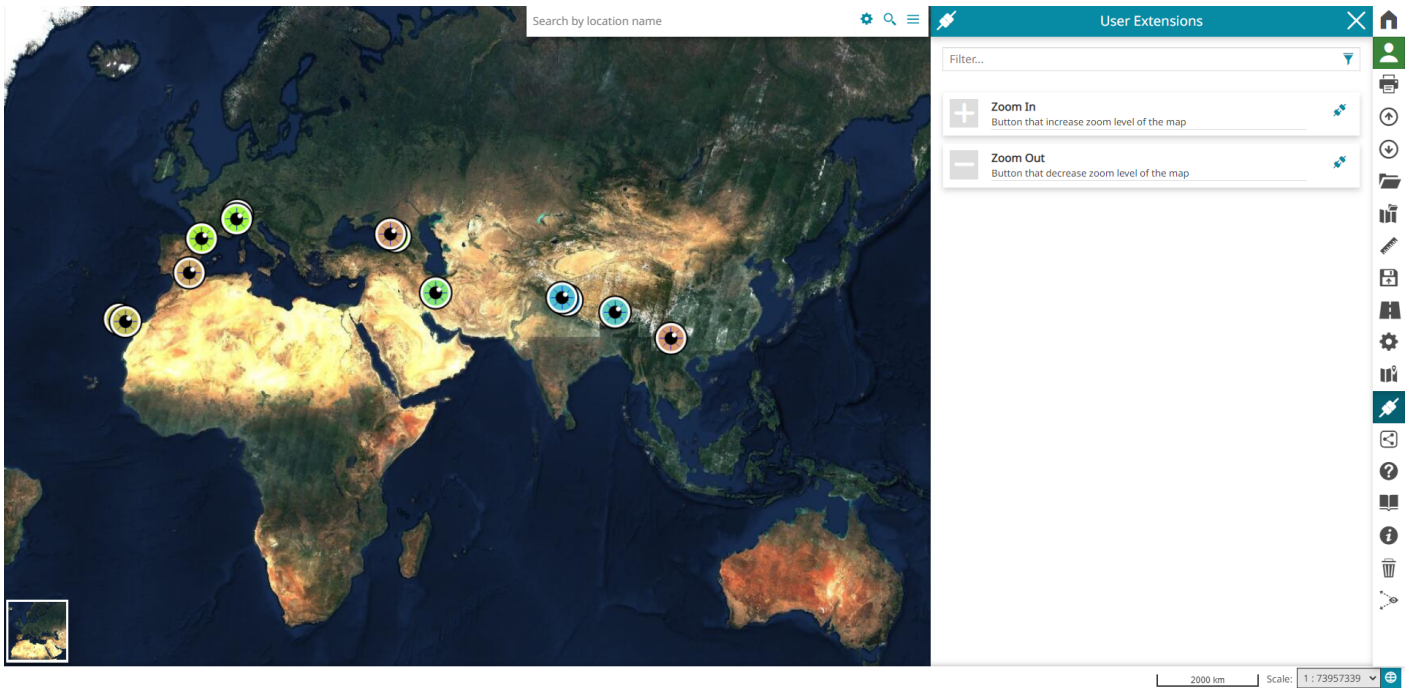 Search by location name
User Extensions
Filter...
Zoom In
Button that increase zoom level of the map
Zoom Out
Button that decrease zoom level of the map
2000 km
Scale:
1 : 73957339